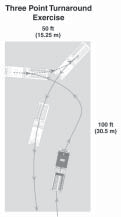 Three Point Turnaround
Exercise
50 ft
(15.25 m)
100 ft
(30.5 m)